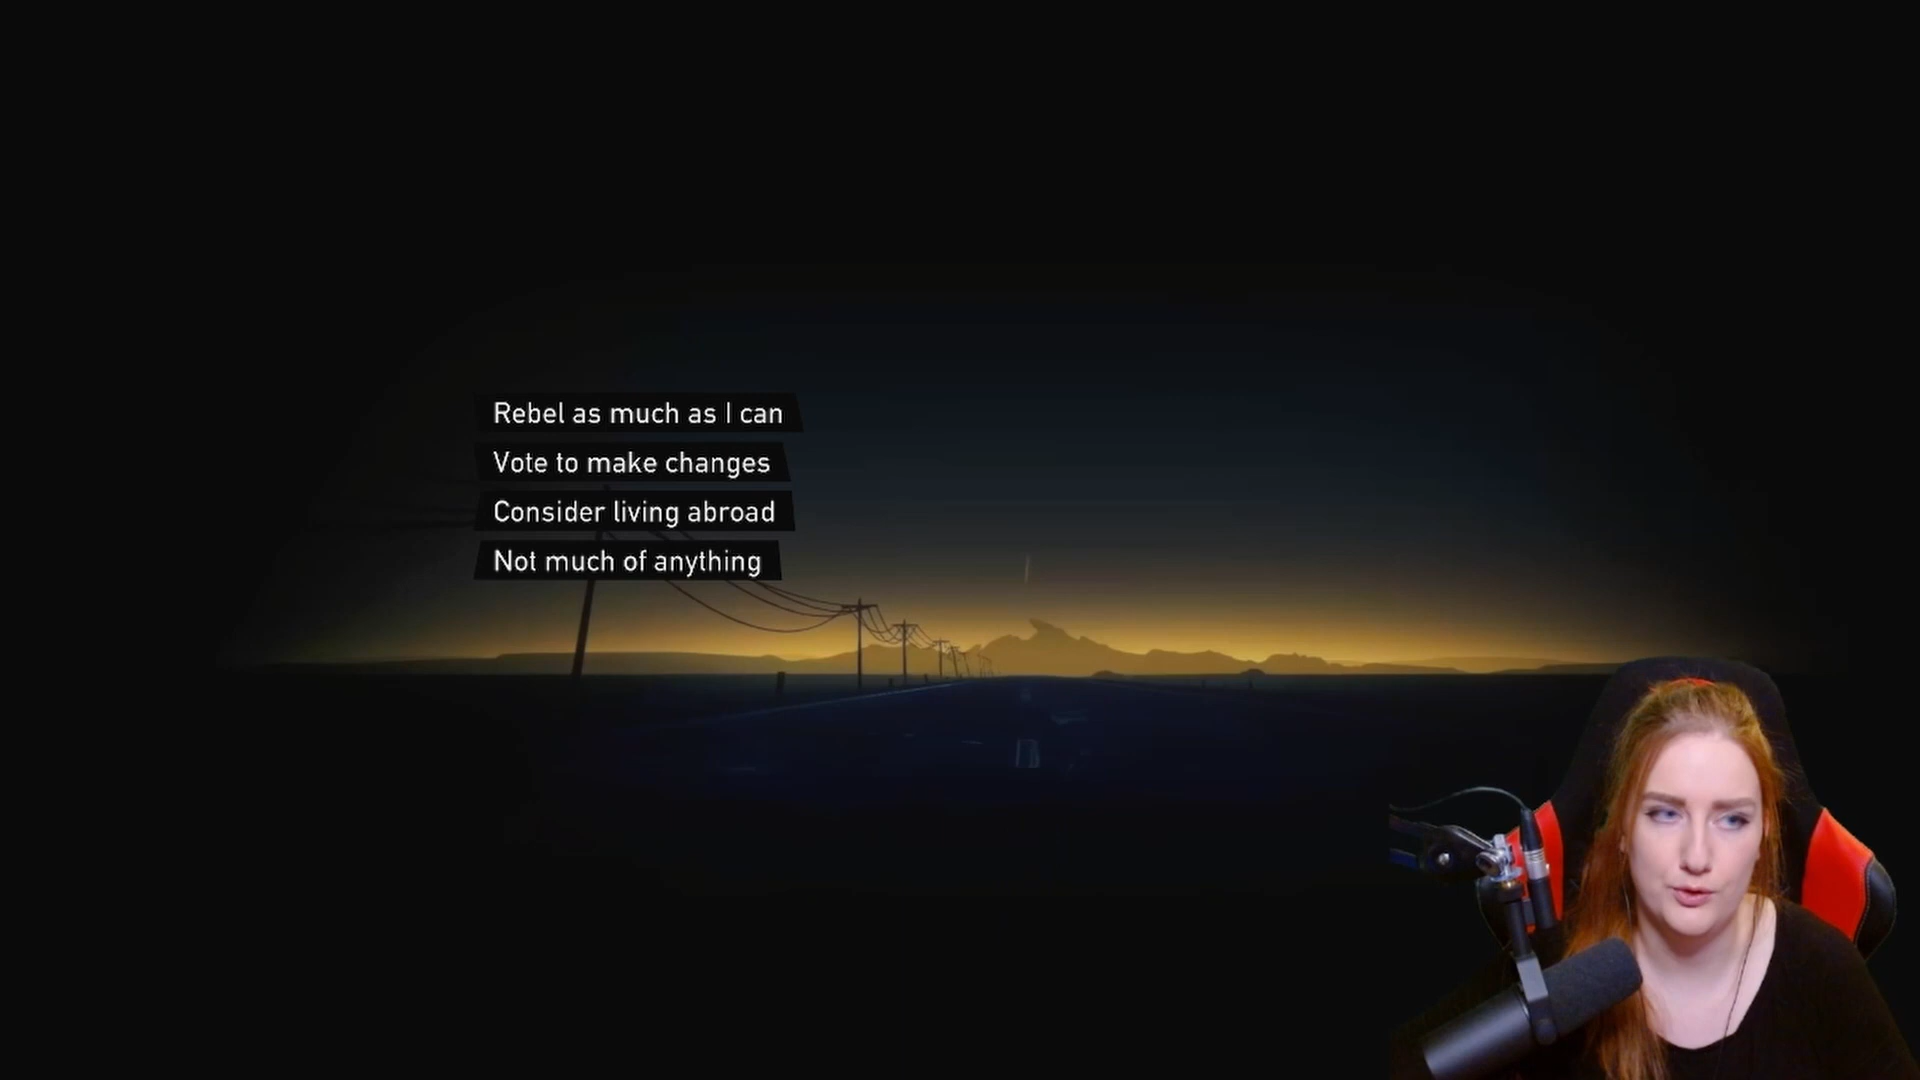 Rebel as much as I can
Vote to make changes
Consider living abroad
Not much of anything